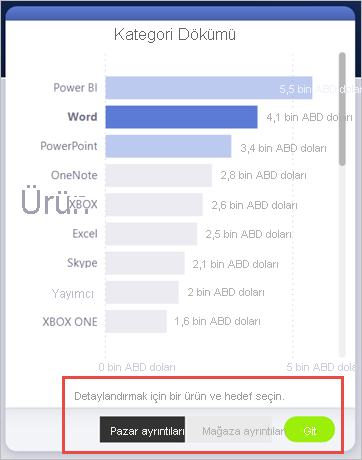 Kategori Dökümü
Power BI 5,5 bin ABD doları
Word 4,1 bin ABD doları
PowerPoint 3,4 bin ABD doları
OneNote 2,8 bin ABD doları
Ürün
XBOX 2,6 bin ABD doları
Excel 2,5 bin ABD doları
Skype 2,1 bin ABD doları
Yayımcı 2 bin ABD doları
XBOX ONE 1,6 bin ABD doları
0 bin ABD doları 5 bin ABD doları
Detaylandırmak için bir ürün ve hedef seçin.
Pazar ayrıntıları Mağaza ayrıntıları Git